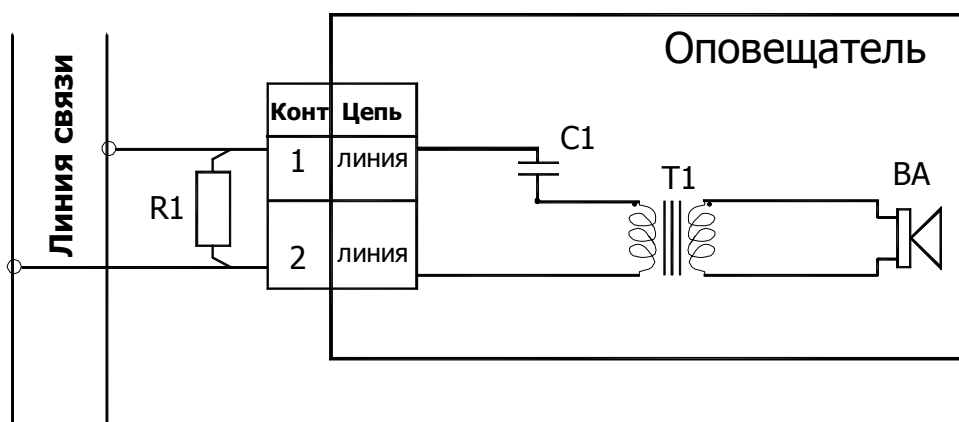 Оповещатель
Линия связи
Конт Цепь
1 линия
2 линия
R1
C1
T1
BA